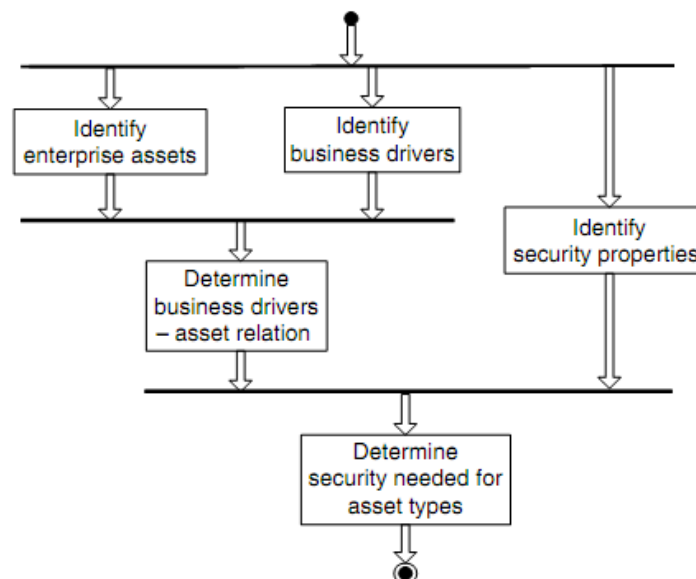 Identify
enterprise assets
Identify
business drivers
Identify
security properties
Determine
business drivers
– asset relation
Determine
security needed for
asset types